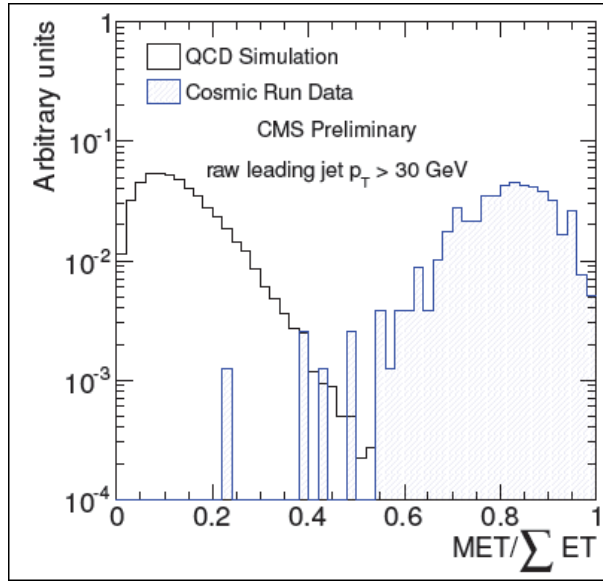 Arbitrary units
1
10^-1
10^-2
10^-3
10^-4
QCD Simulation
Cosmic Run Data
CMS Preliminary
raw leading jet p_T > 30 GeV
0 0.2 0.4 0.6 0.8 1
MET/∑ ET